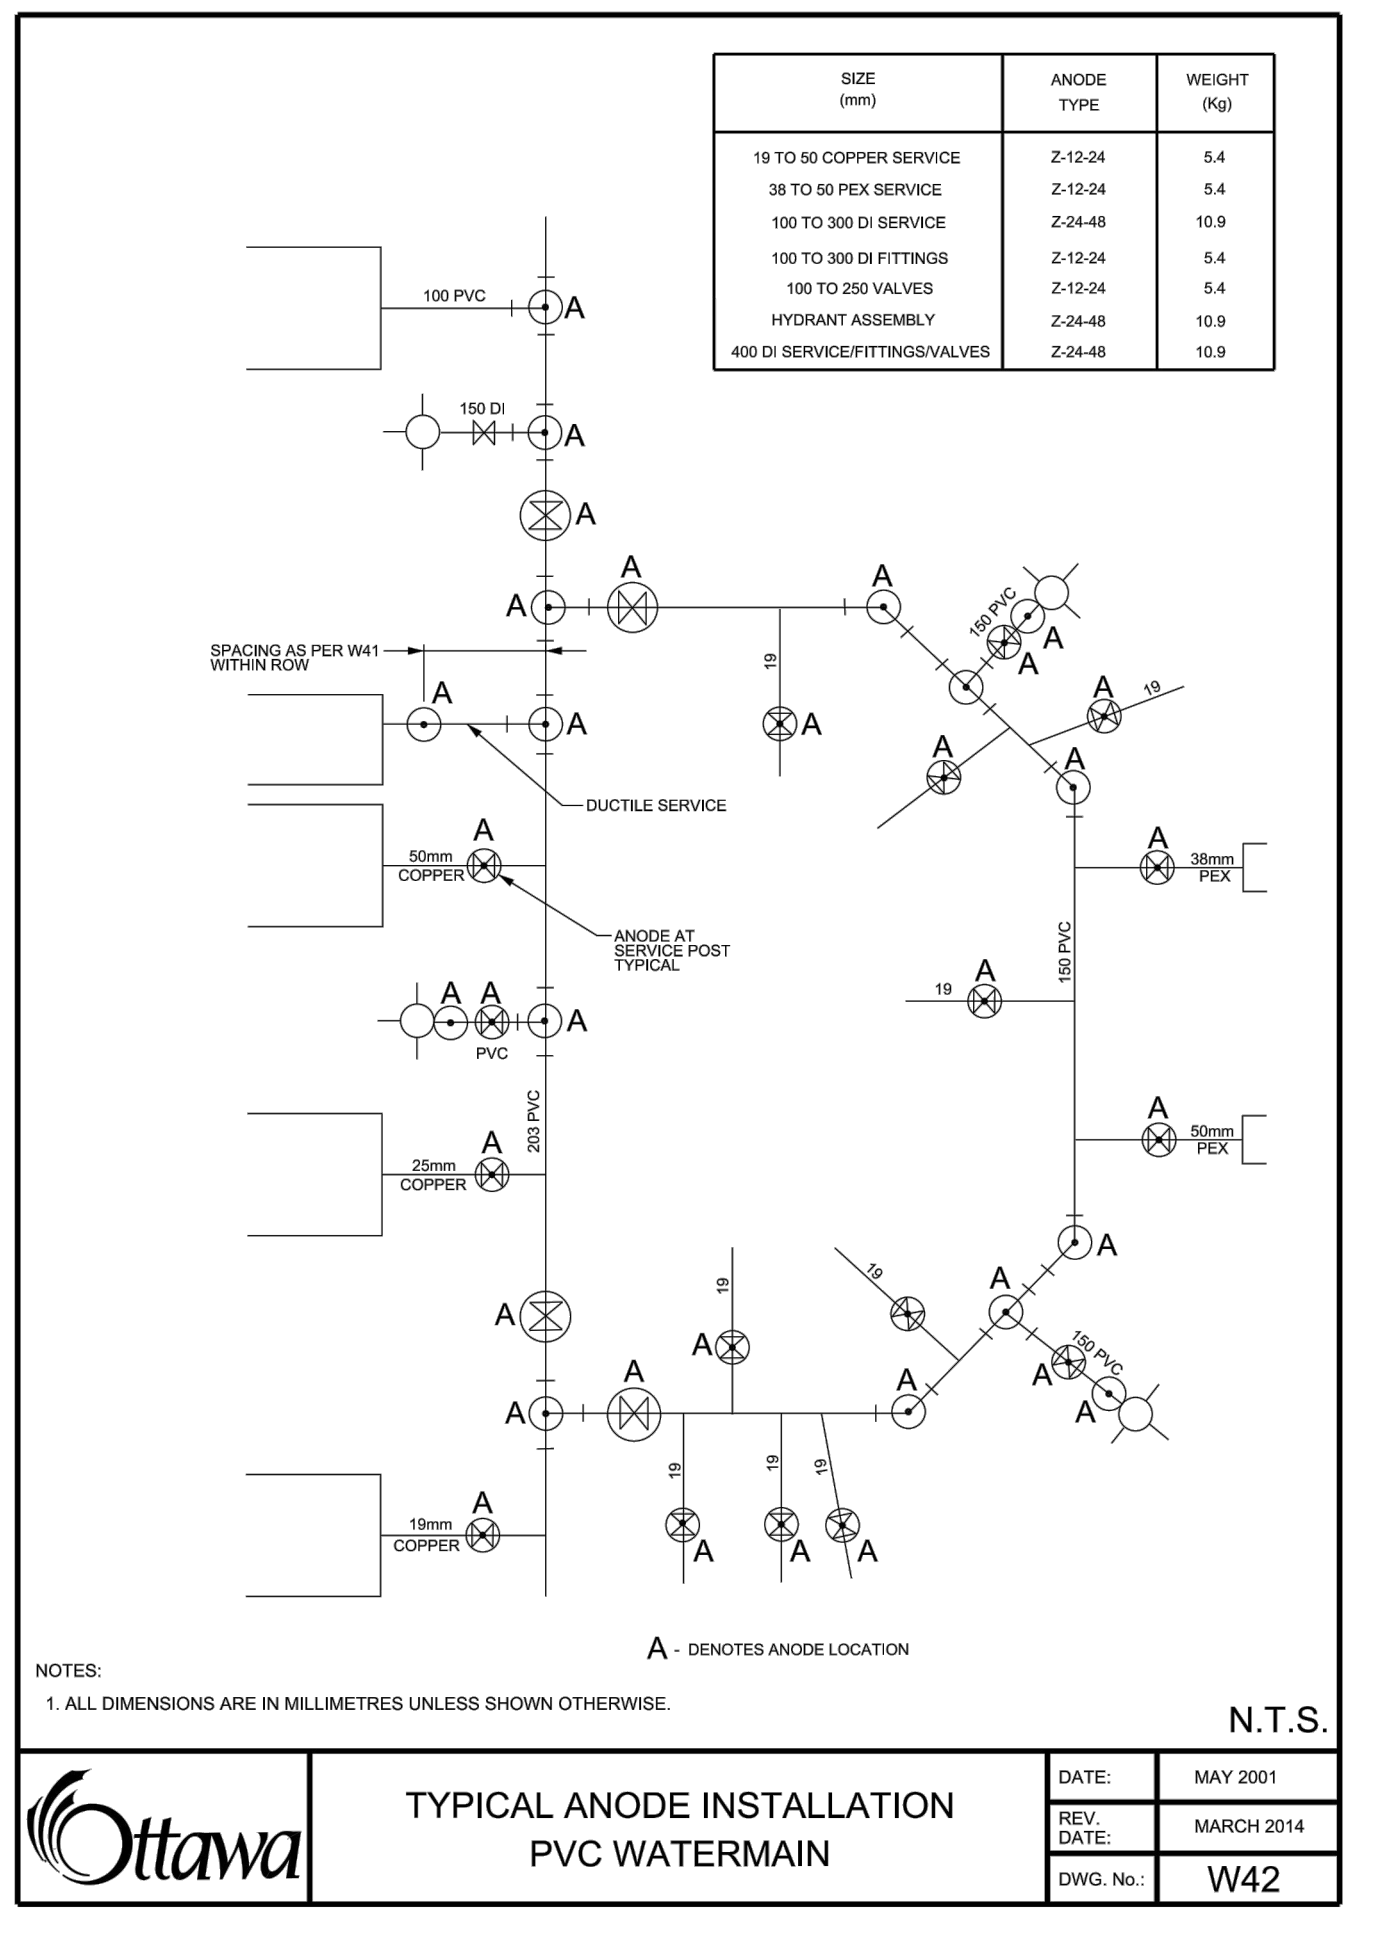 SIZE (mm) ANODE TYPE WEIGHT (Kg)
19 TO 50 COPPER SERVICE Z-12-24 5.4
38 TO 50 PEX SERVICE Z-12-24 5.4
100 TO 300 DI SERVICE Z-24-48 10.9
100 TO 300 DI FITTINGS Z-12-24 5.4
100 TO 250 VALVES Z-12-24 5.4
HYDRANT ASSEMBLY Z-24-48 10.9
400 DI SERVICE/FITTINGS/VALVES Z-24-48 10.9
100 PVC
A
150 DI
A
A
A
A
A
150 PVC
A
A
SPACING AS PER W41
WITHIN ROW
19
A
A
A
A
19
A
A
A
DUCTILE SERVICE
50mm
COPPER
A
A
38mm
PEX
ANODE AT
SERVICE POST
TYPICAL
150 PVC
A
A
A
PVC
19
A
203 PVC
25mm
COPPER
A
A
50mm
PEX
A
A
19
19
A
A
150 PVC
A
A
A
A
A
19
19
19
A
A
A
19mm
COPPER
A
A - DENOTES ANODE LOCATION
NOTES:
1. ALL DIMENSIONS ARE IN MILLIMETRES UNLESS SHOWN OTHERWISE.
N.T.S.
Ottawa
TYPICAL ANODE INSTALLATION
PVC WATERMAIN
DATE: MAY 2001
REV.
DATE: MARCH 2014
DWG. No.: W42